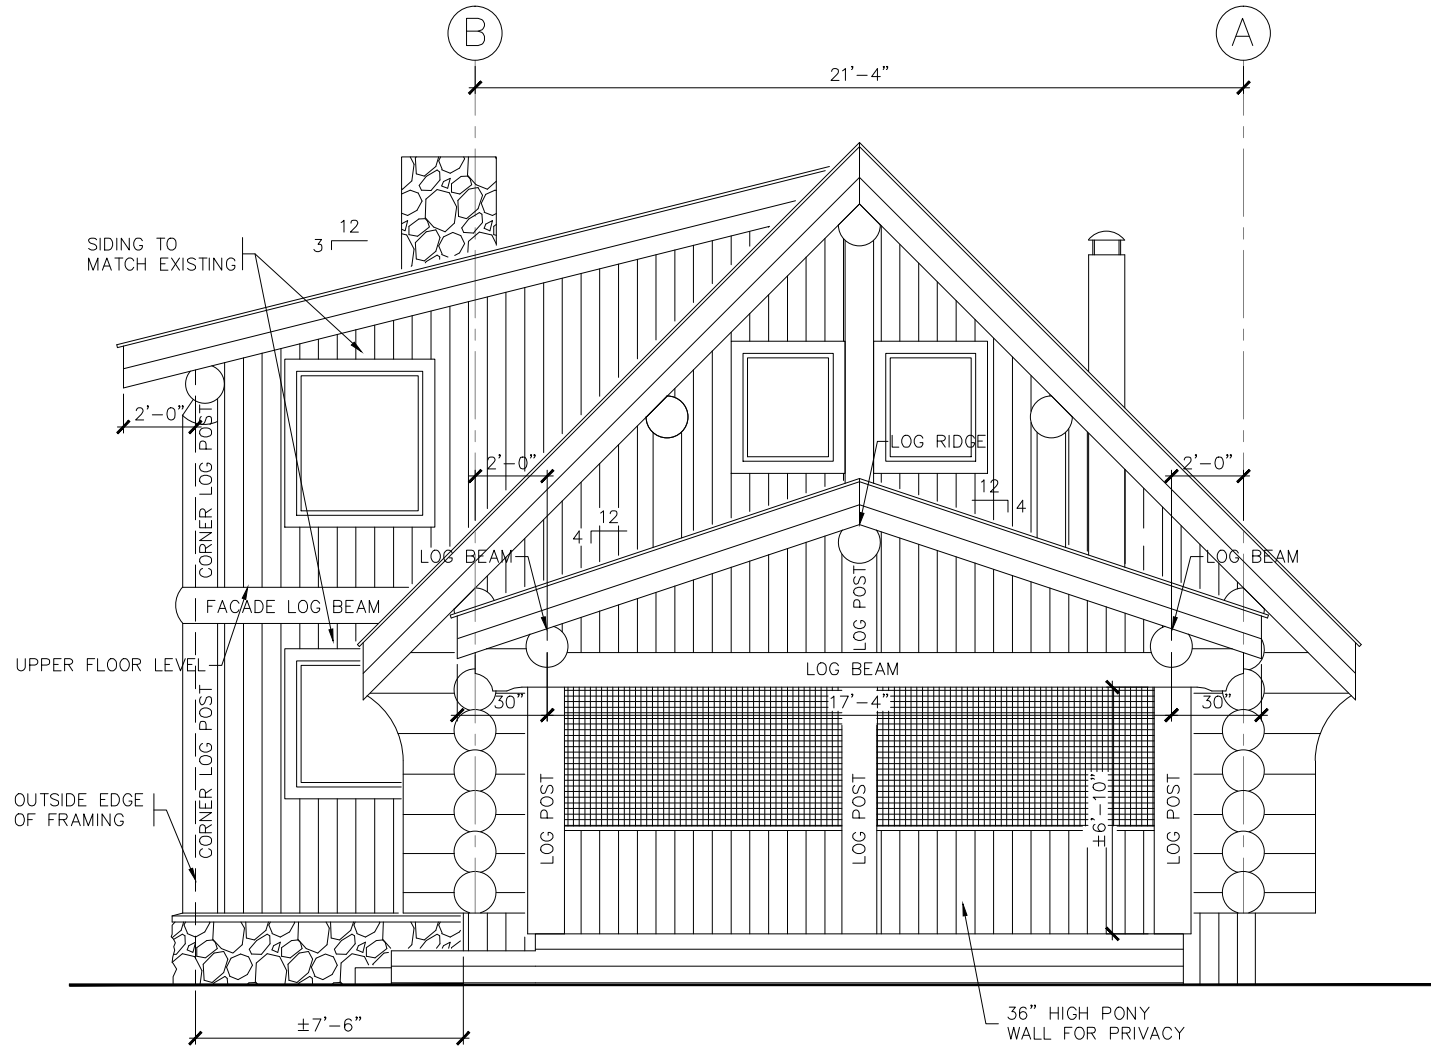 B
A
21'-4"
12
3
SIDING TO
MATCH EXISTING
2'-0"
CORNER LOG POST
2'-0"
LOG RIDGE
2'-0"
12
4
12
4
LOG BEAM
LOG BEAM
FACADE LOG BEAM
LOG POST
UPPER FLOOR LEVEL
LOG BEAM
30"
17'-4"
30"
CORNER LOG POST
OUTSIDE EDGE
OF FRAMING
LOG POST
LOG POST
±6'-10"
LOG POST
±7'-6"
36" HIGH PONY
WALL FOR PRIVACY